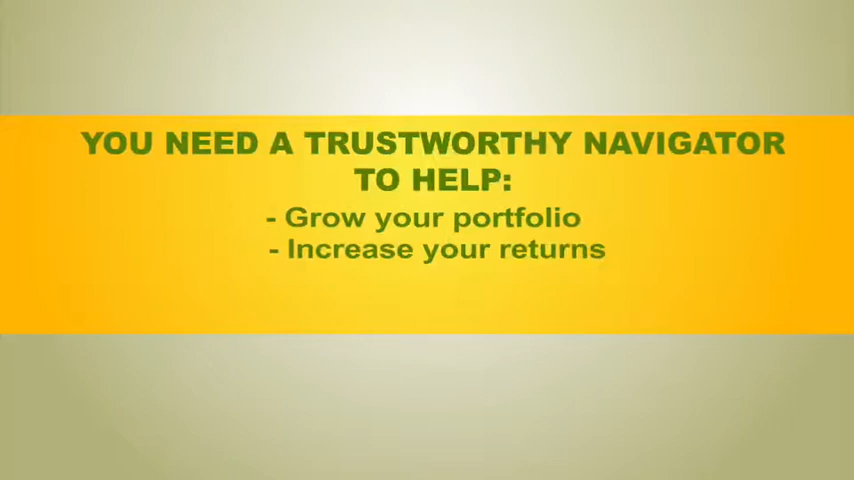 YOU NEED A TRUSTWORTHY NAVIGATOR
TO HELP:
- Grow your portfolio
- Increase your returns